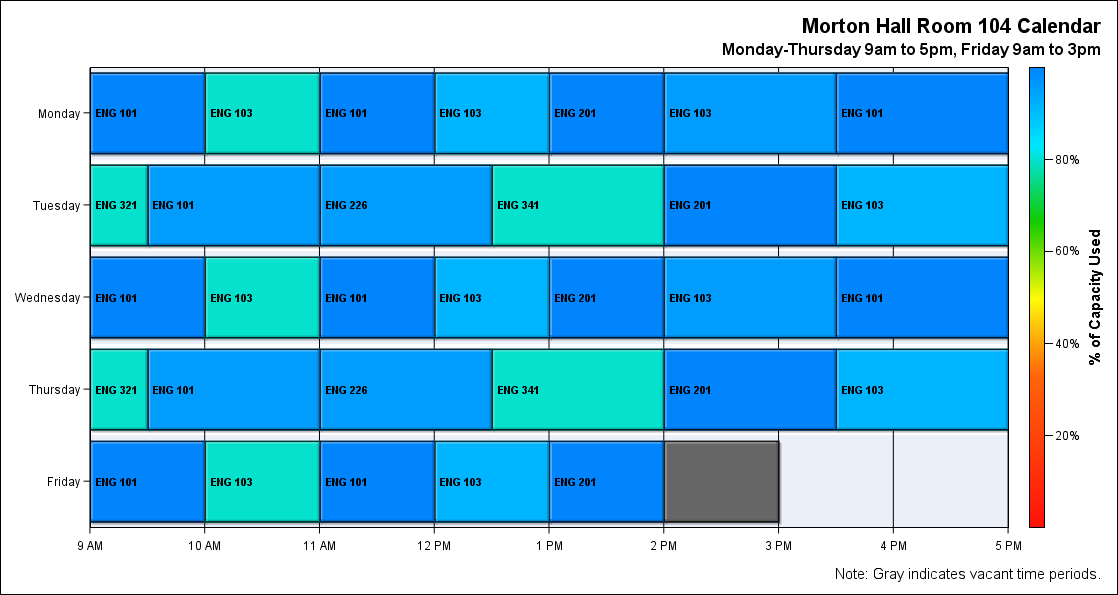 Morton Hall Room 104 Calendar
Monday-Thursday 9am to 5pm, Friday 9am to 3pm
Monday ENG 101 ENG 103 ENG 101 ENG 103 ENG 201 ENG 103 ENG 101
80%
Tuesday ENG 321 ENG 101 ENG 226 ENG 341 ENG 201 ENG 103
60%
Wednesday ENG 101 ENG 103 ENG 101 ENG 103 ENG 201 ENG 103 ENG 101
% of Capacity Used
40%
Thursday ENG 321 ENG 101 ENG 226 ENG 341 ENG 201 ENG 103
20%
Friday ENG 101 ENG 103 ENG 101 ENG 103 ENG 201
9 AM 10 AM 11 AM 12 PM 1 PM 2 PM 3 PM 4 PM 5 PM
Note: Gray indicates vacant time periods.